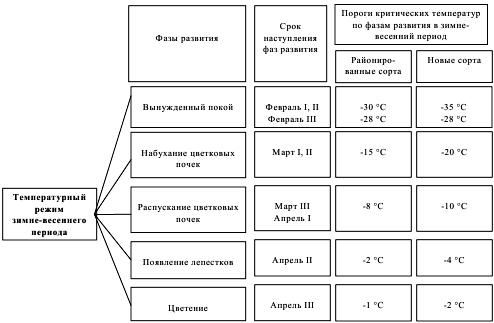 Фазы развития
Срок
наступления
фаз развития
Пороги критических температур
по фазам развития в зимне-
весенний период
Районниро-
ванные сорта
Новые сорта
Вынужденный покой
Февраль I, II
Февраль III
-30 °C
-28 °C
-35 °C
-28 °C
Набухание цветковых
почек
Март I, II
-15 °C
-20 °C
Температурный
режим
зимне-весеннего
периода
Распускание цветковых
почек
Март III
Апрель I
-8 °C
-10 °C
Появление лепестков
Апрель II
-2 °C
-4 °C
Цветение
Апрель III
-1 °C
-2 °C